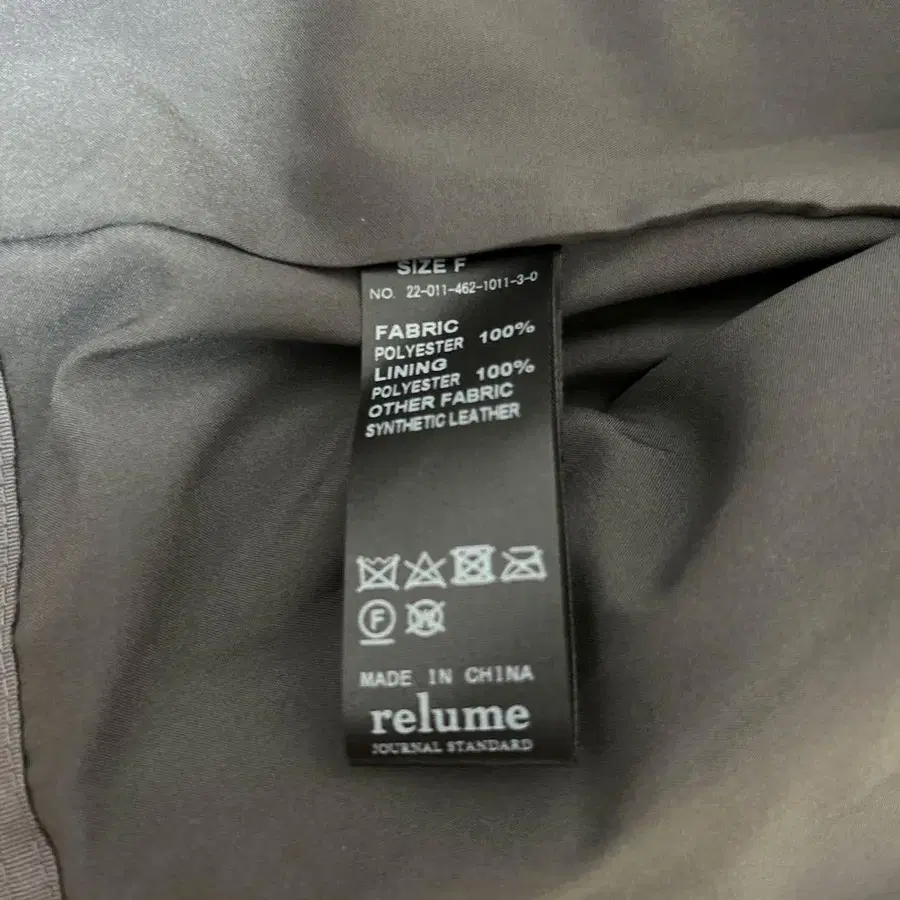 SIZE F
NO. 22-011-462-1011-3-0
FABRIC
POLYESTER 100%
LINING
POLYESTER 100%
OTHER FABRIC
SYNTHETIC LEATHER
F W
MADE IN CHINA
relume
JOURNAL STANDARD